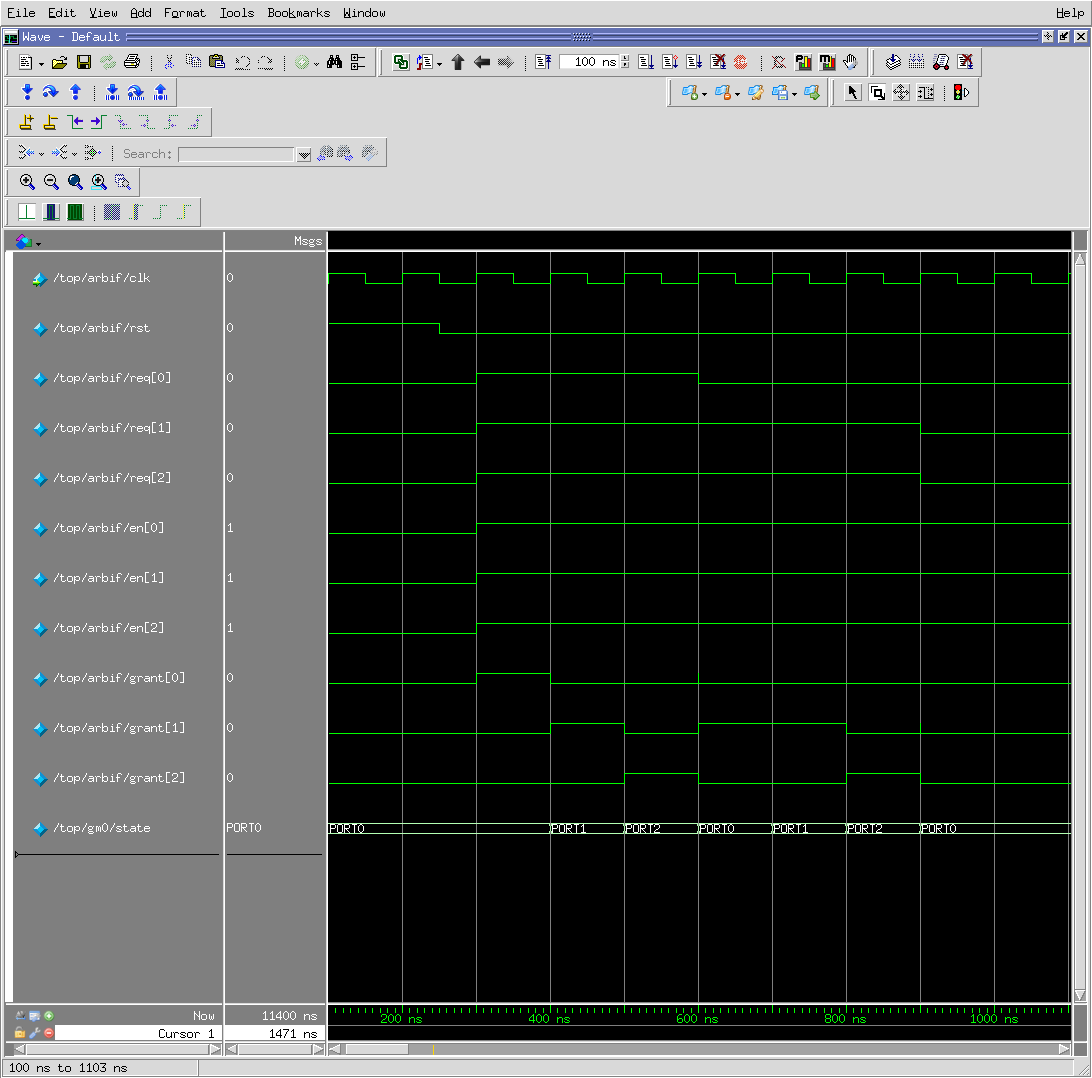 Eile Edit View Add Format Tools Bookmarks Window Help
Wave - Default
100 ns
Search:
Msgs
/top/arbif/clk 0
/top/arbif/rst 0
/top/arbif/req[0] 0
/top/arbif/req[1] 0
/top/arbif/req[2] 0
/top/arbif/en[0] 1
/top/arbif/en[1] 1
/top/arbif/en[2] 1
/top/arbif/grant[0] 0
/top/arbif/grant[1] 0
/top/arbif/grant[2] 0
/top/gm0/state PORT0 PORT0 PORT1 PORT2 PORT0 PORT1 PORT2 PORT0
Now 11400 ns 200 ns 400 ns 600 ns 800 ns 1000 ns
Cursor 1 1471 ns
100 ns to 1103 ns